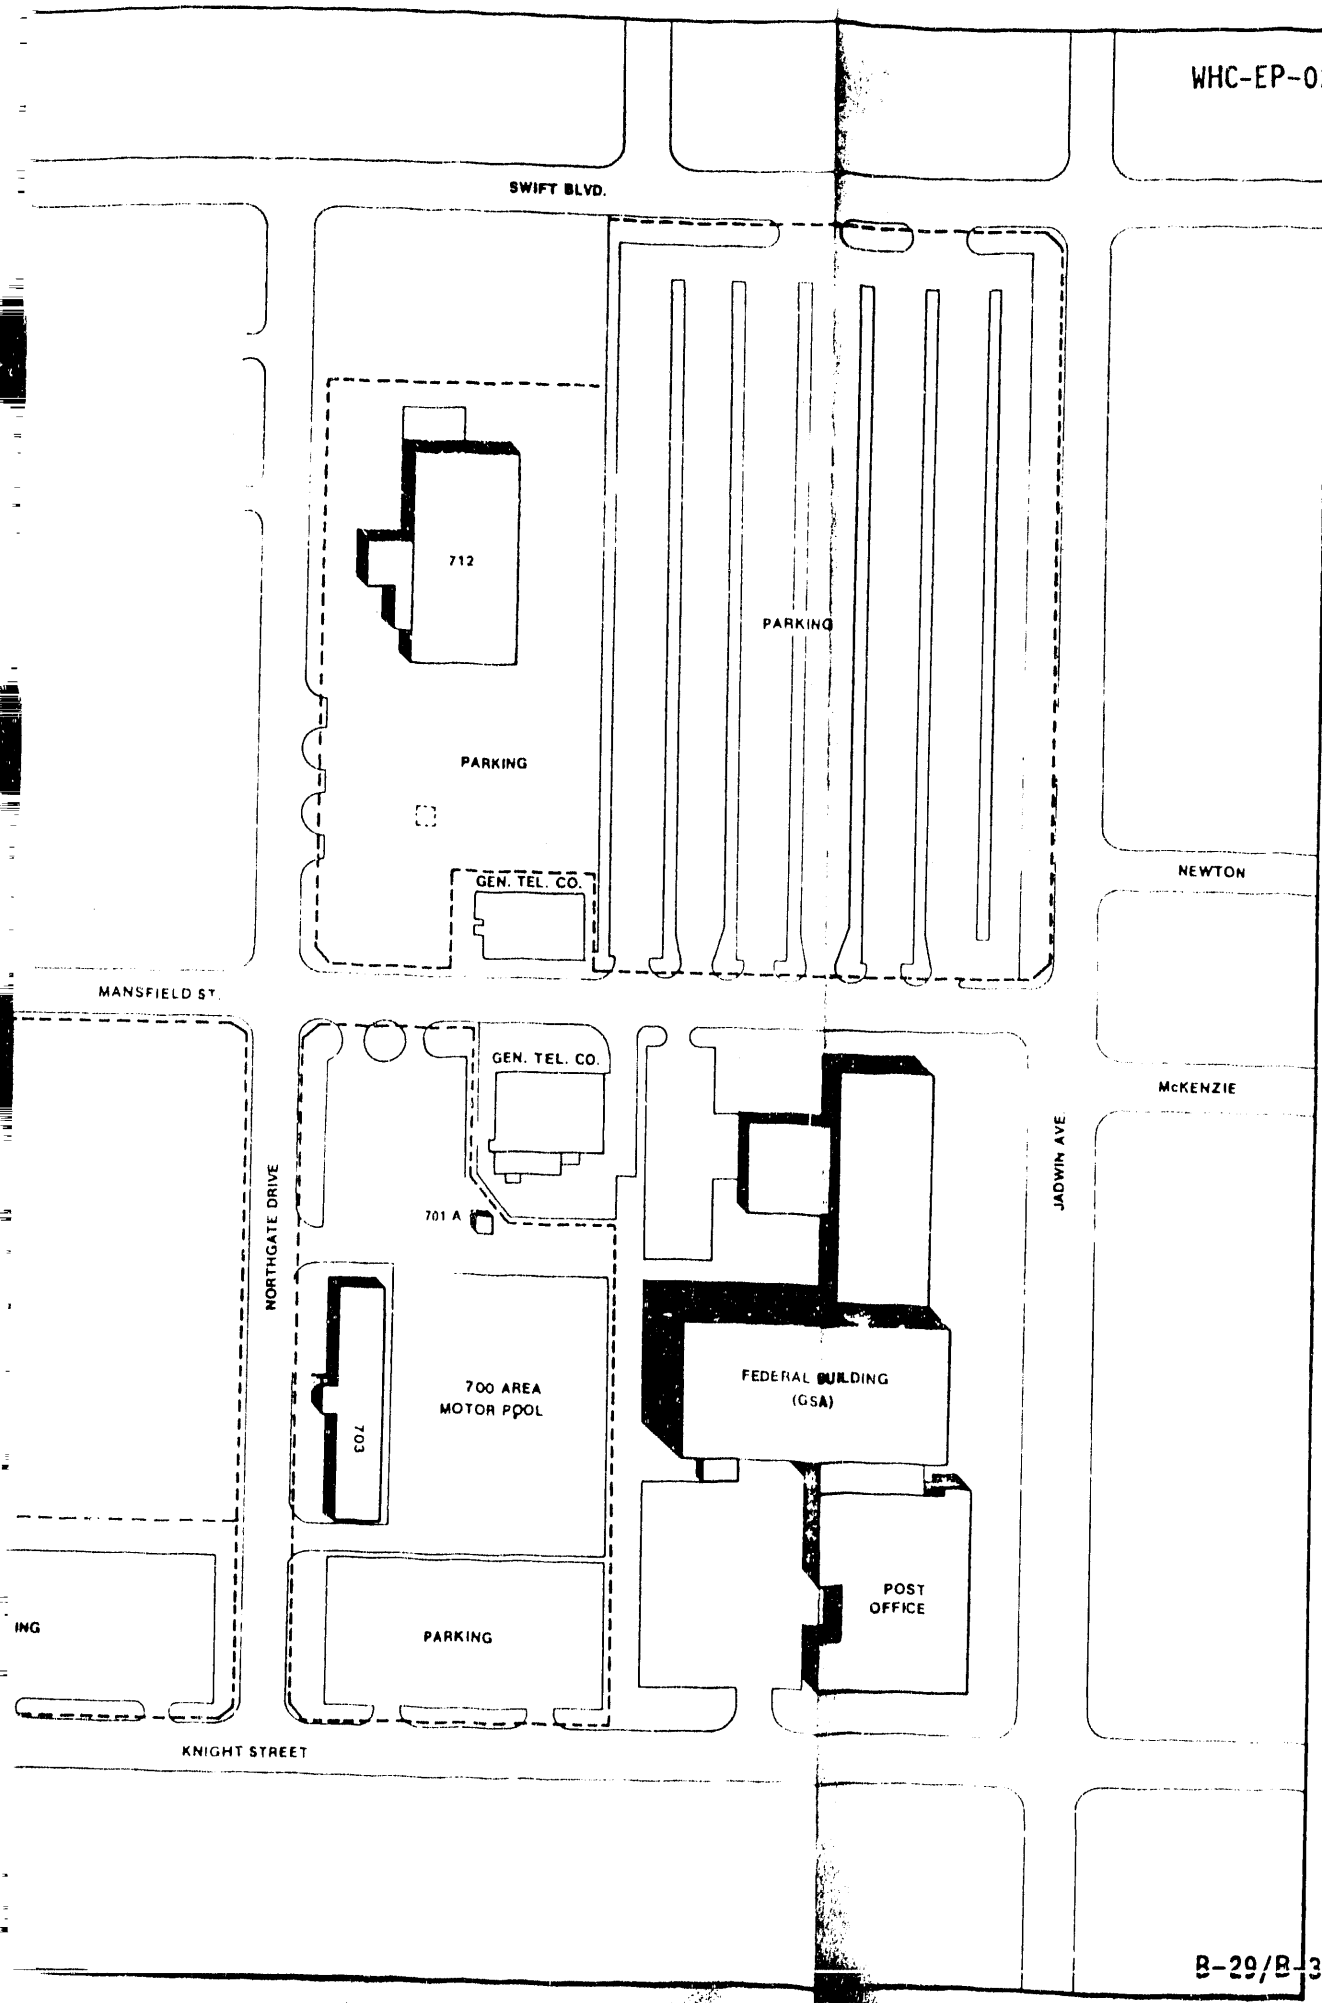 WHC-EP-0
SWIFT BLVD.
712
PARKING
PARKING
GEN. TEL. CO.
NEWTON
MANSFIELD ST.
GEN. TEL. CO.
McKENZIE
JADWIN AVE.
NORTHGATE DRIVE
701 A
FEDERAL BUILDING
(GSA)
700 AREA
MOTOR POOL
703
POST
OFFICE
ING
PARKING
KNIGHT STREET
B-29/B-3